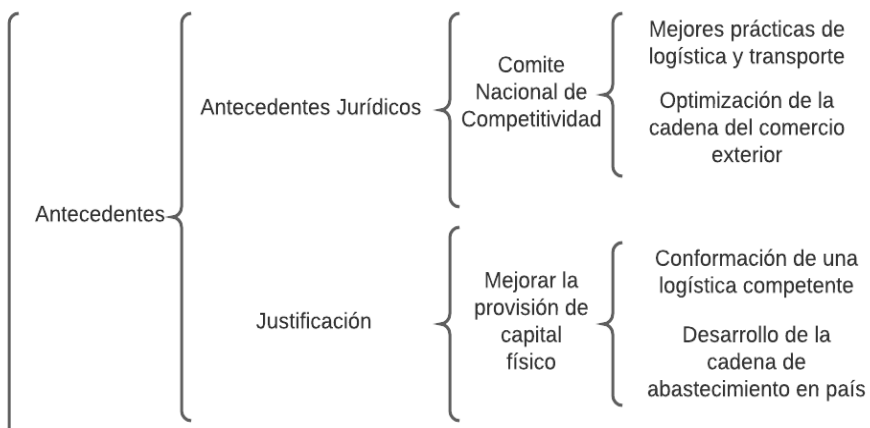 Antecedentes
Antecedentes Jurídicos
Comite
Nacional de
Competitividad
Mejores prácticas de
logística y transporte
Optimización de la
cadena del comercio
exterior
Justificación
Mejorar la
provisión de
capital
físico
Conformación de una
logística competente
Desarrollo de la
cadena de
abastecimiento en país